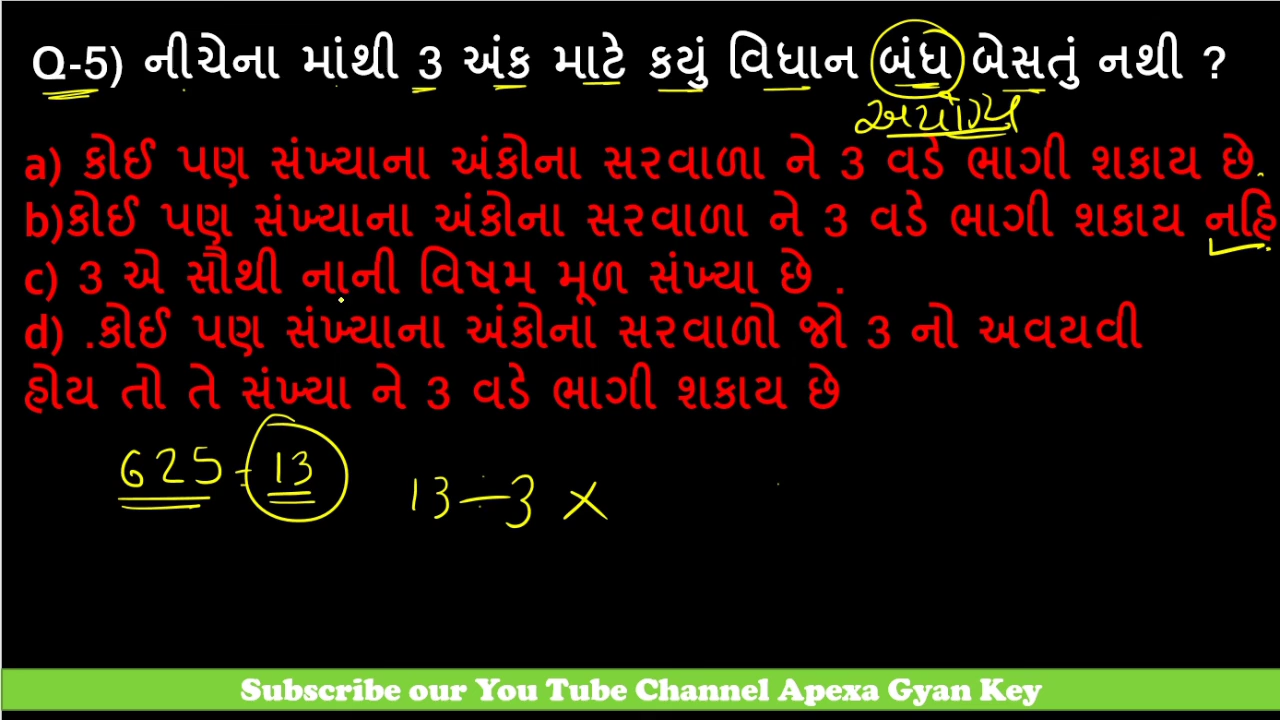 Q-5) નીચેના માંથી 3 અંક માટે કયું વિધાન બંધ બેસતું નથી ?
અયોગ્ય
a) કોઈ પણ સંખ્યાના અંકોના સરવાળા ને 3 વડે ભાગી શકાય છે.
b)કોઈ પણ સંખ્યાના અંકોના સરવાળા ને 3 વડે ભાગી શકાય નહિ.
c) 3 એ સૌથી નાની વિષમ મૂળ સંખ્યા છે .
d) .કોઈ પણ સંખ્યાના અંકોના સરવાળો જો 3 નો અવયવી
હોય તો તે સંખ્યા ને 3 વડે ભાગી શકાય છે
625 = 13
13 – 3 ×
Subscribe our You Tube Channel Apexa Gyan Key